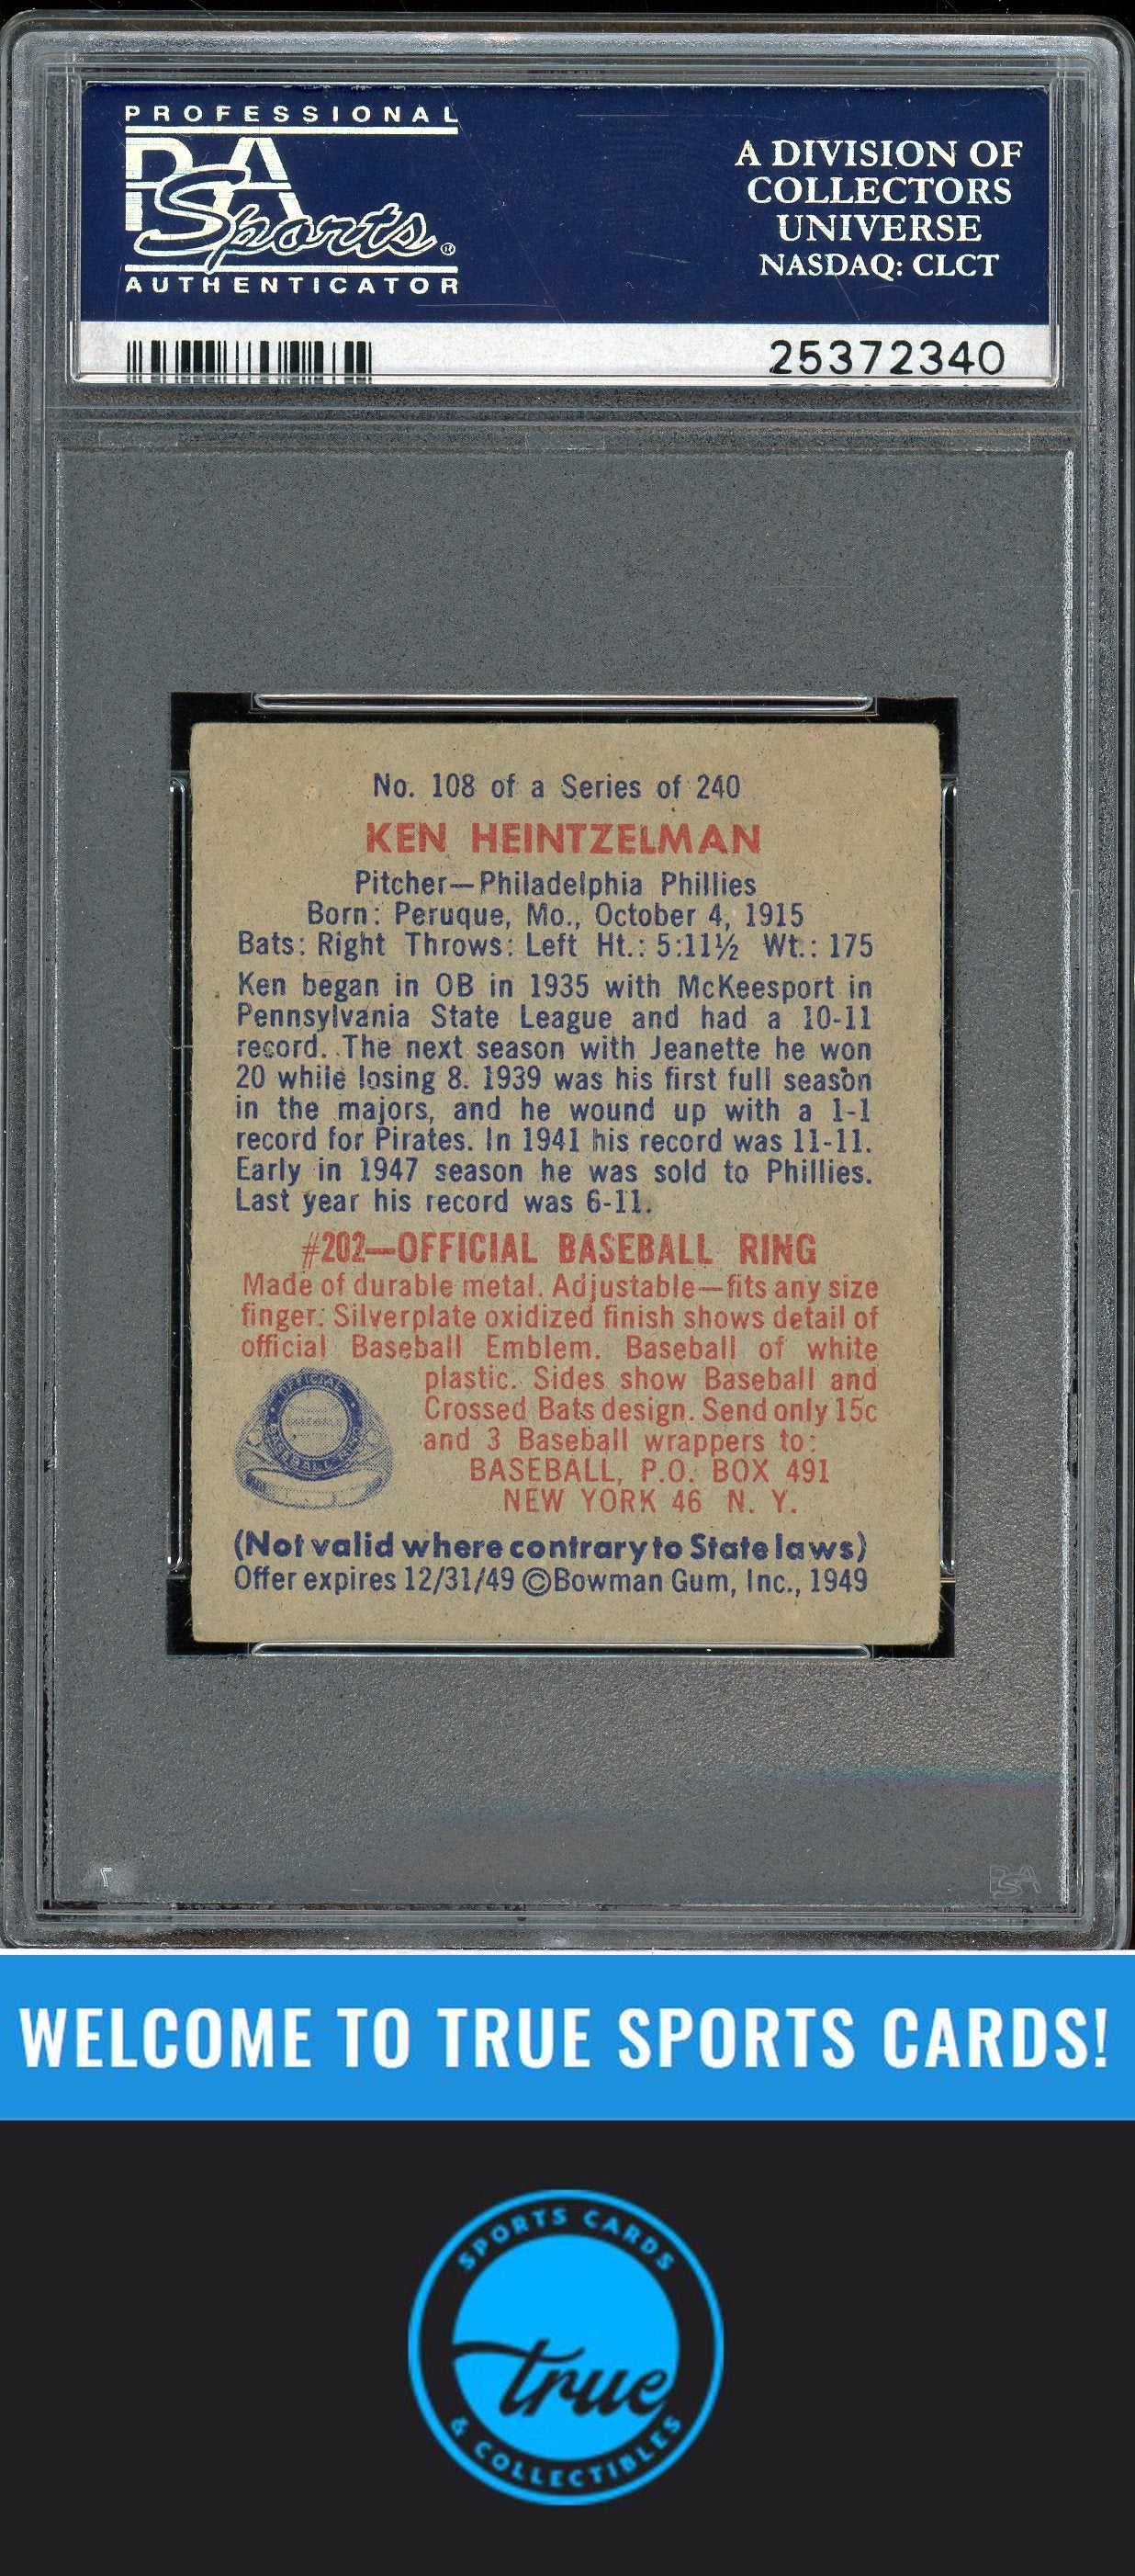 PROFESSIONAL
PSA
Sports®
AUTHENTICATOR
A DIVISION OF
COLLECTORS
UNIVERSE
NASDAQ: CLCT
25372340
No. 108 of a Series of 240
KEN HEINTZELMAN
Pitcher—Philadelphia Phillies
Born: Peruque, Mo., October 4, 1915
Bats: Right Throws: Left Ht.: 5:11½ Wt.: 175
Ken began in OB in 1935 with McKeesport in
Pennsylvania State League and had a 10-11
record. The next season with Jeanette he won
20 while losing 8. 1939 was his first full season
in the majors, and he wound up with a 1-1
record for Pirates. In 1941 his record was 11-11.
Early in 1947 season he was sold to Phillies.
Last year his record was 6-11.
#202—OFFICIAL BASEBALL RING
Made of durable metal. Adjustable—fits any size
finger. Silverplate oxidized finish shows detail of
official Baseball Emblem. Baseball of white
plastic. Sides show Baseball and
Crossed Bats design. Send only 15c
and 3 Baseball wrappers to:
BASEBALL, P.O. BOX 491
NEW YORK 46 N. Y.
OFFICIAL
BASEBALL RING
(Not valid where contrary to State laws)
Offer expires 12/31/49 ©Bowman Gum, Inc., 1949
PSA
WELCOME TO TRUE SPORTS CARDS!
SPORTS CARDS
true
& COLLECTIBLES